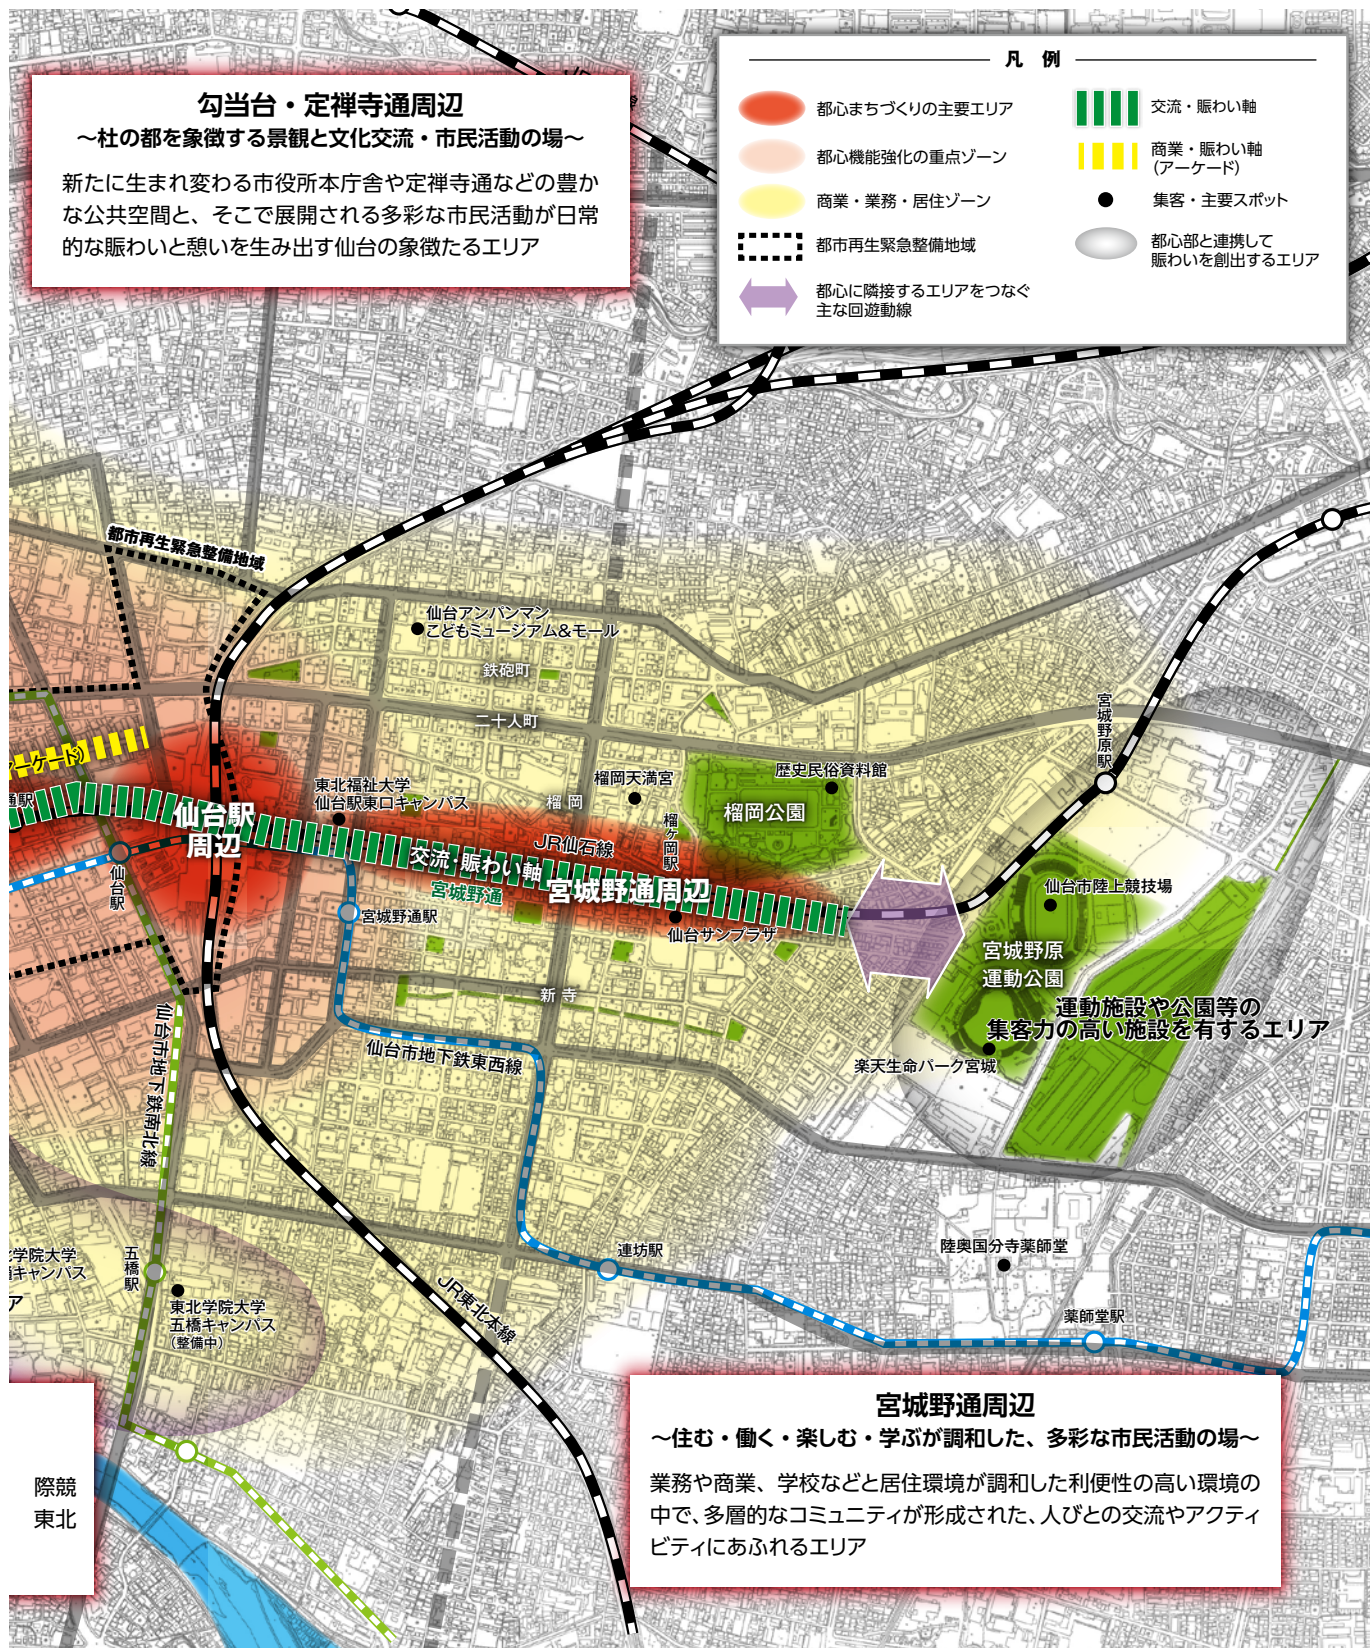 勾当台・定禅寺通周辺
〜杜の都を象徴する景観と文化交流・市民活動の場〜
新たに生まれ変わる市役所本庁舎や定禅寺通などの豊か
な公共空間と、そこで展開される多彩な市民活動が日常
的な賑わいと憩いを生み出す仙台の象徴たるエリア
凡 例
都心まちづくりの主要エリア
都心機能強化の重点ゾーン
商業・業務・居住ゾーン
都市再生緊急整備地域
都心に隣接するエリアをつなぐ
主な回遊動線
交流・賑わい軸
商業・賑わい軸
(アーケード)
集客・主要スポット
都心部と連携して
賑わいを創出するエリア
都市再生緊急整備地域
仙台アンパンマン
こどもミュージアム&モール
鉄砲町
二十人町
宮城野原駅
ーケード)
通駅
仙台駅
周辺
東北福祉大学
仙台駅東口キャンパス
榴岡
榴岡天満宮
歴史民俗資料館
榴岡公園
榴ヶ岡駅
JR仙石線
交流・賑わい軸
宮城野通
宮城野通周辺
仙台駅
宮城野通駅
仙台サンプラザ
仙台市陸上競技場
宮城野原
運動公園
新寺
運動施設や公園等の
集客力の高い施設を有するエリア
楽天生命パーク宮城
仙台市地下鉄南北線
仙台市地下鉄東西線
学院大学
キャンパス
ア
五橋駅
東北学院大学
五橋キャンパス
(整備中)
JR東北本線
連坊駅
陸奥国分寺薬師堂
薬師堂駅
際競
東北
宮城野通周辺
〜住む・働く・楽しむ・学ぶが調和した、多彩な市民活動の場〜
業務や商業、学校などと居住環境が調和した利便性の高い環境の
中で、多層的なコミュニティが形成された、人びとの交流やアクティ
ビティにあふれるエリア